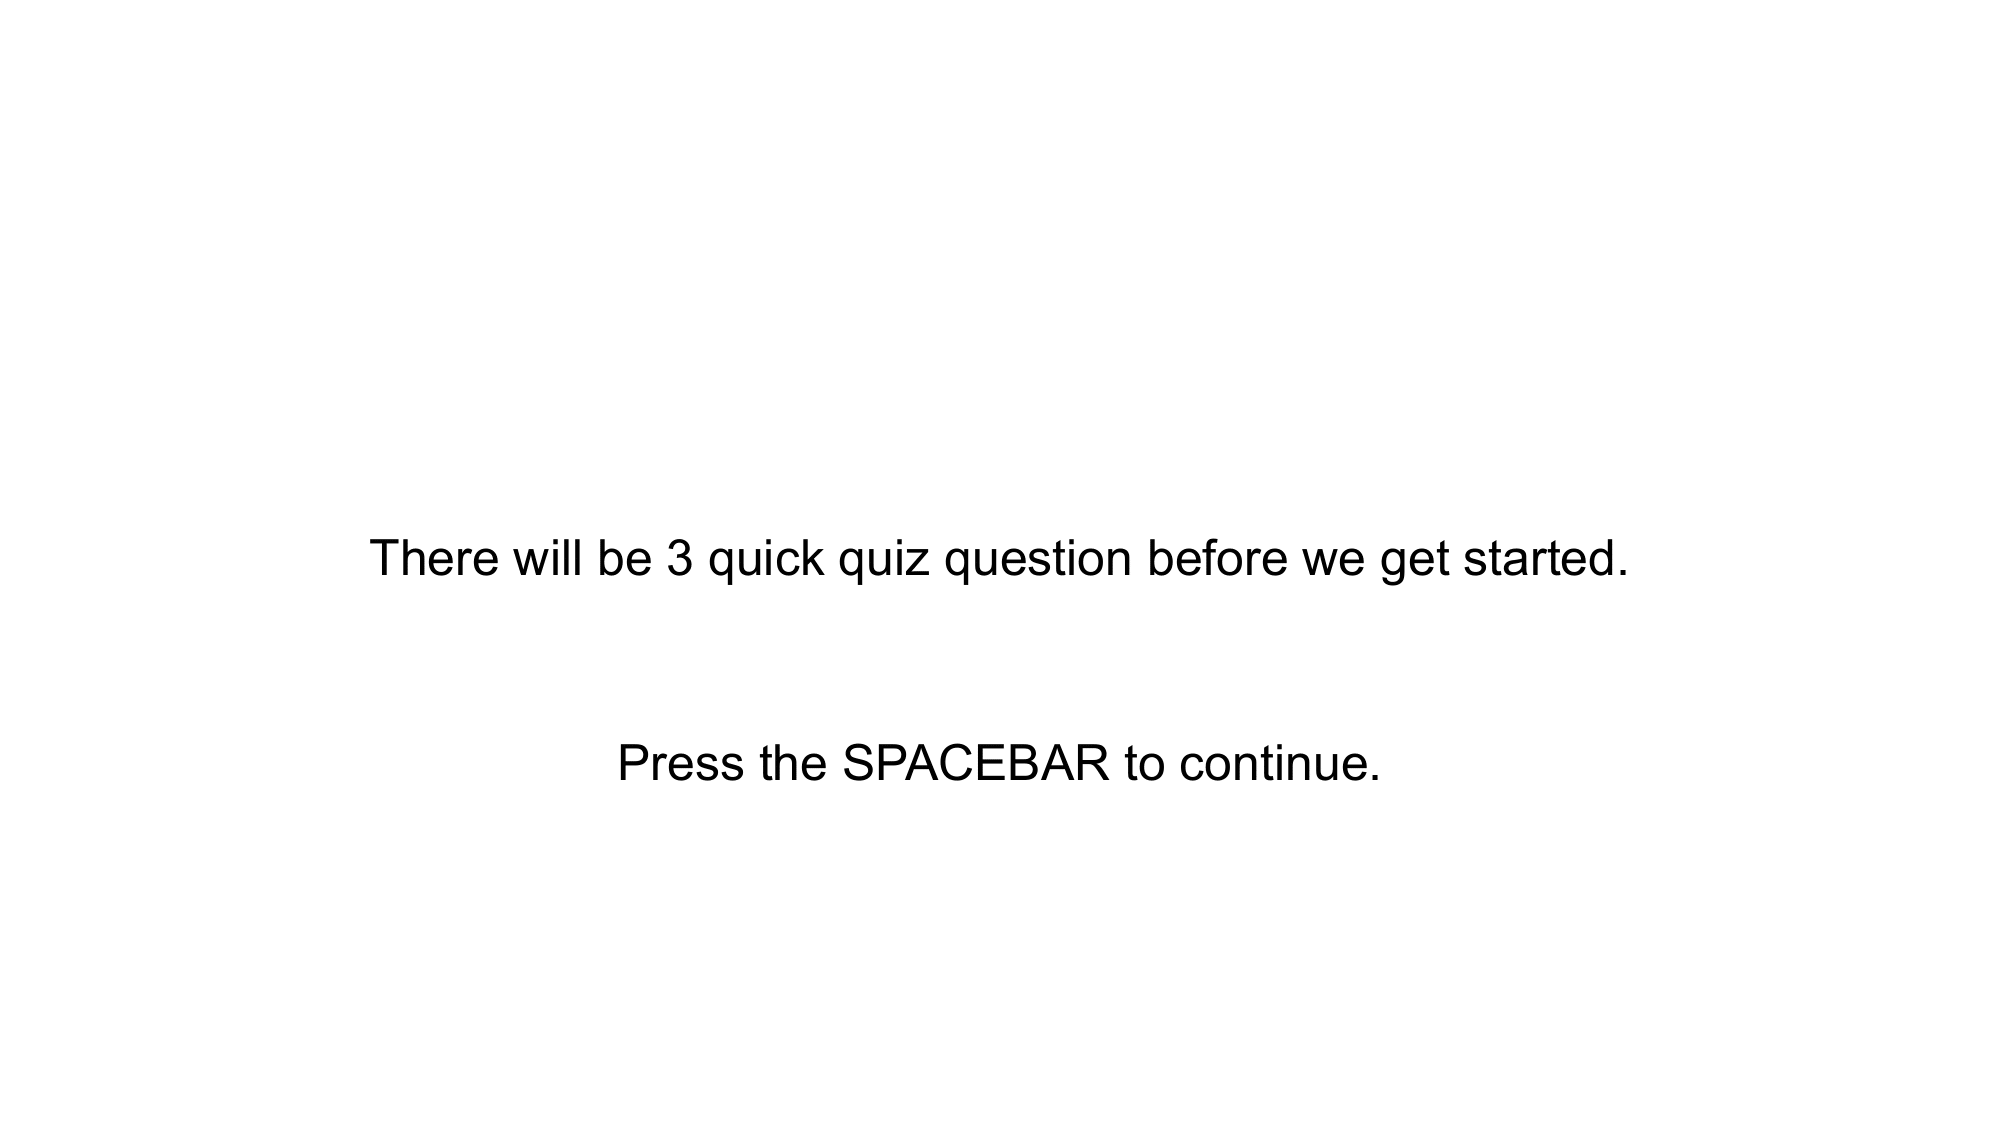 There will be 3 quick quiz question before we get started.
Press the SPACEBAR to continue.